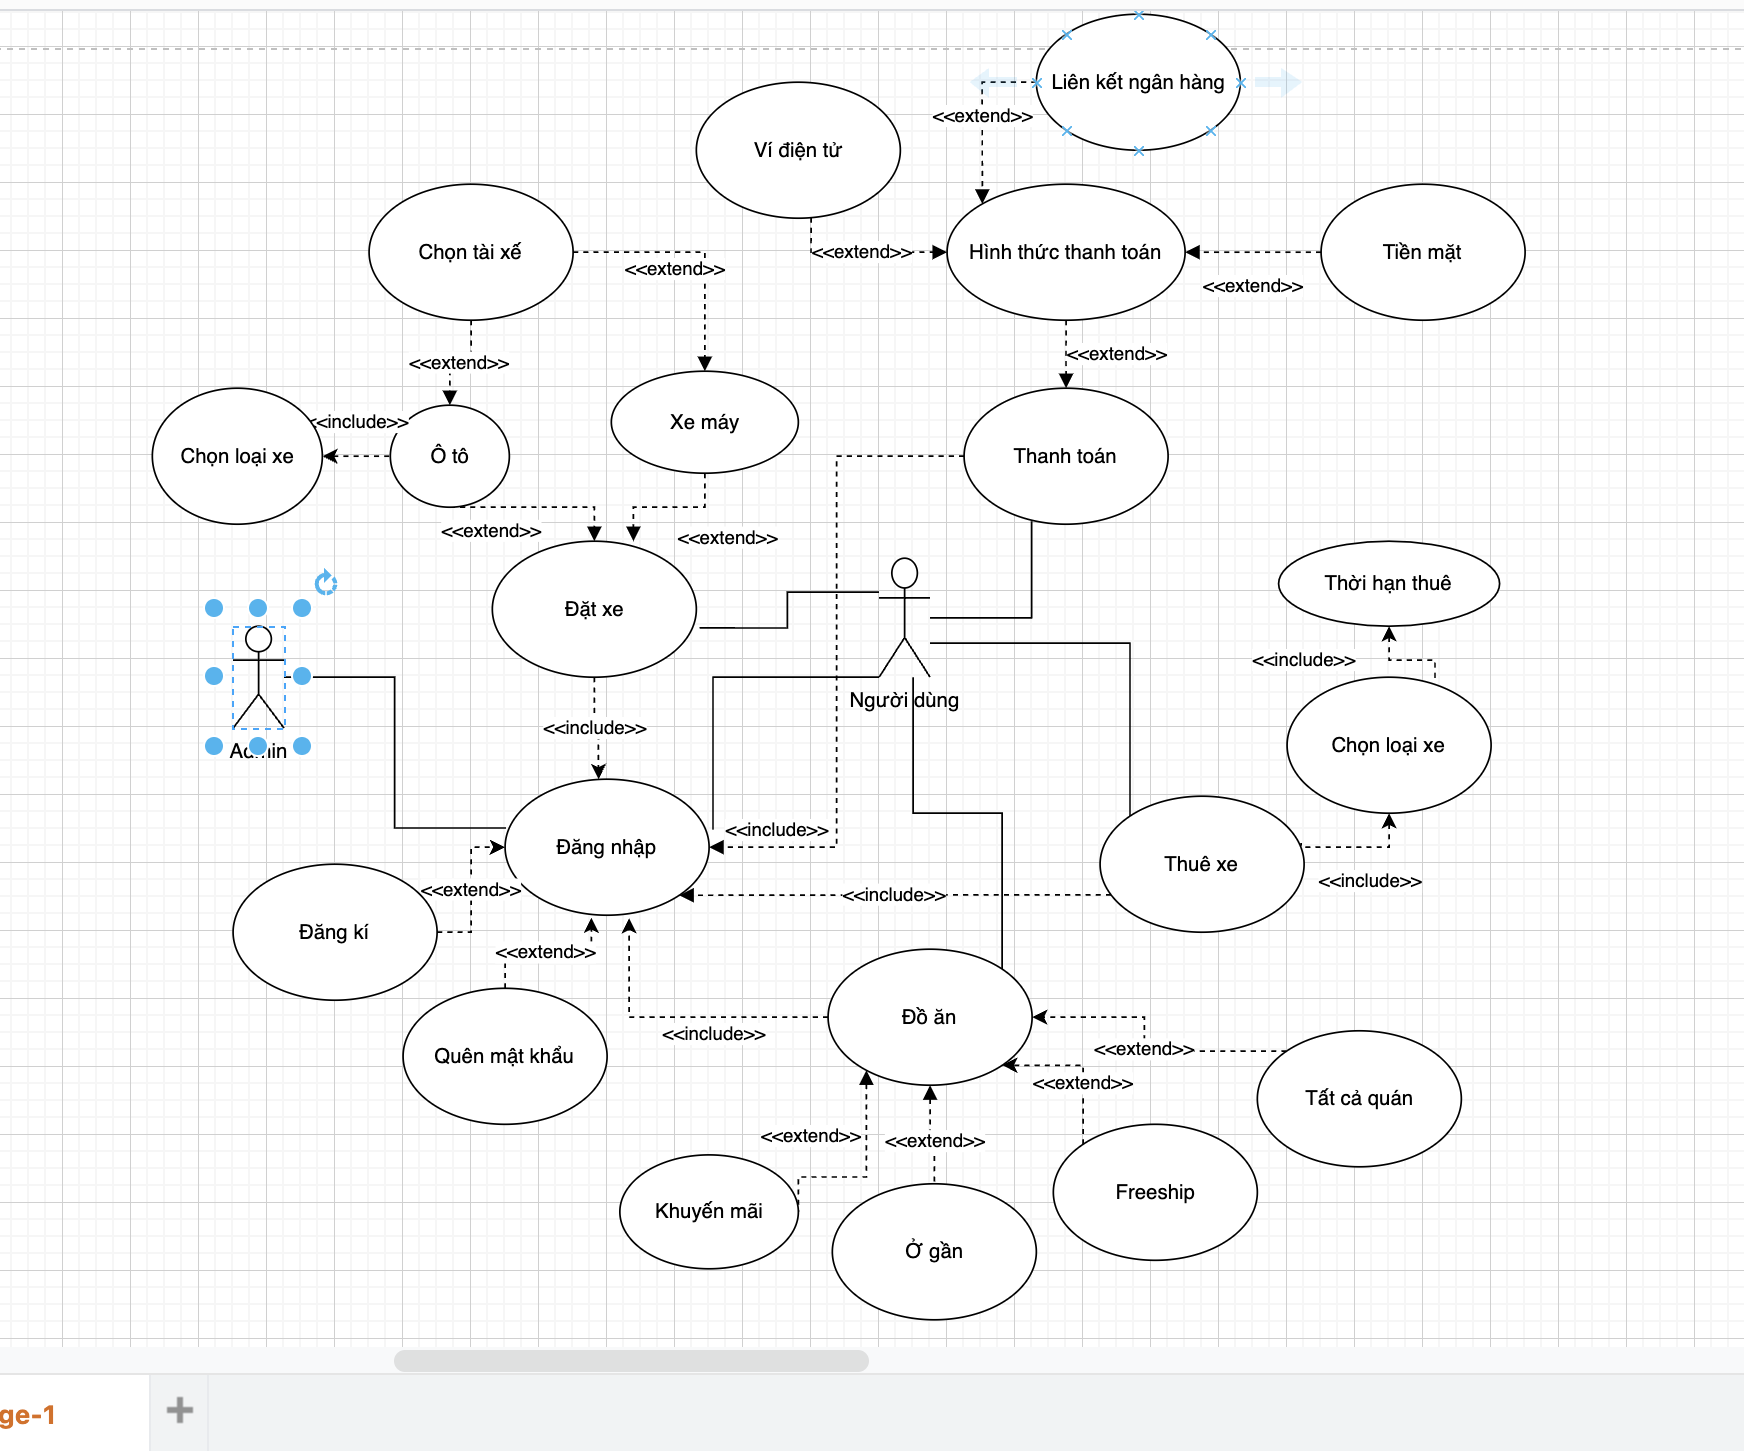 Liên kết ngân hàng
<<extend>>
Ví điện tử
Chọn tài xế
<<extend>>
<<extend>>
Hình thức thanh toán
Tiền mặt
<<extend>>
<<extend>>
<<extend>>
Chọn loại xe
<<include>>
Ô tô
Xe máy
Thanh toán
<<extend>>
<<extend>>
Đặt xe
Thời hạn thuê
<<include>>
Người dùng
Admin
<<include>>
Chọn loại xe
<<include>>
Đăng nhập
Thuê xe
<<include>>
<<extend>>
<<include>>
Đăng kí
<<extend>>
Đồ ăn
<<include>>
Quên mật khẩu
<<extend>>
<<extend>>
Tất cả quán
<<extend>>
<<extend>>
Freeship
Khuyến mãi
Ở gần
ge-1